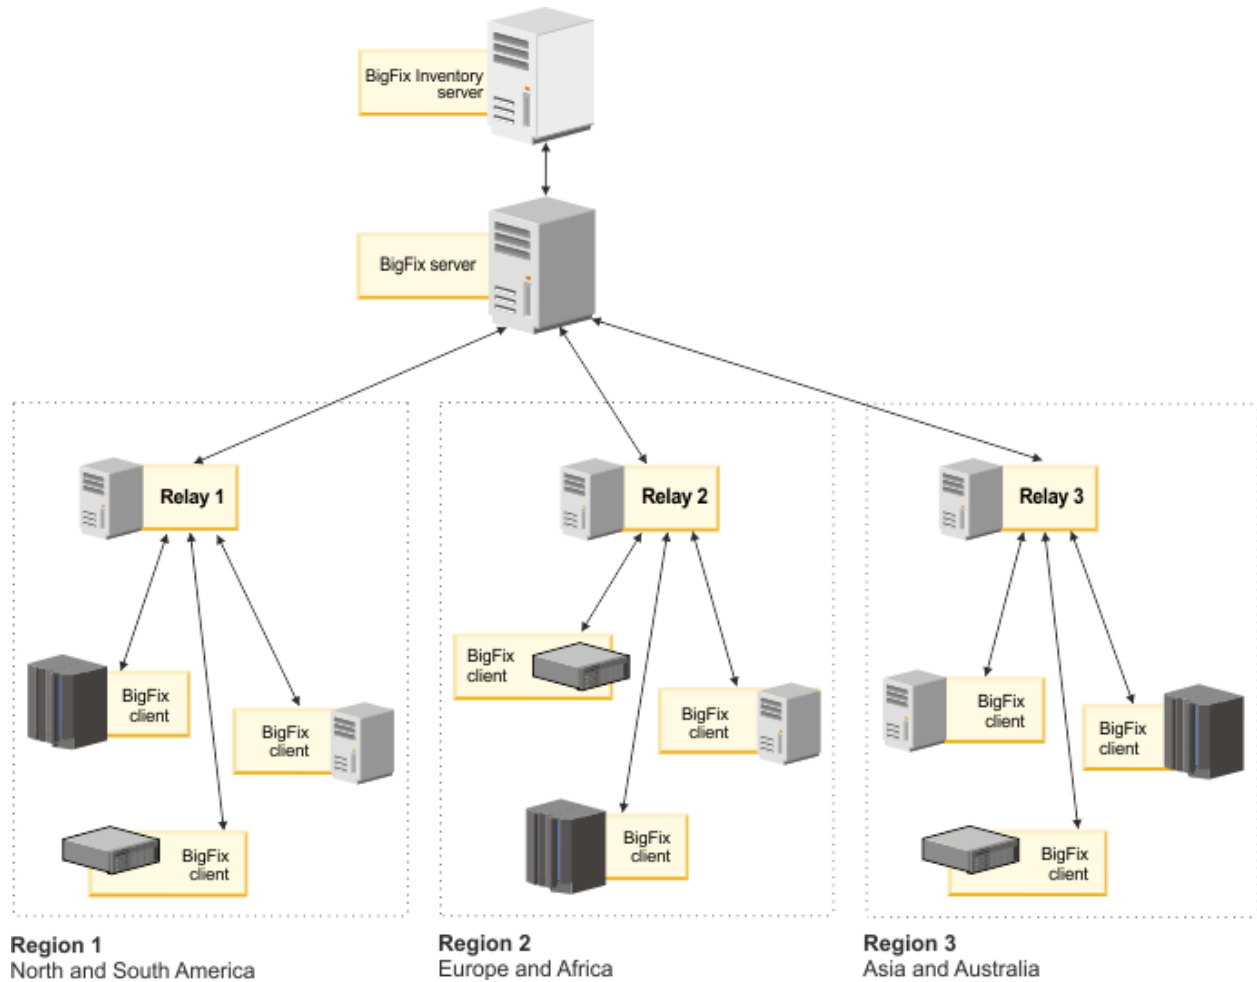 BigFix Inventory
server
BigFix server
Relay 1
Relay 2
Relay 3
BigFix
client
BigFix
client
BigFix
client
BigFix
client
BigFix
client
BigFix
client
BigFix
client
BigFix
client
BigFix
client
Region 1
North and South America
Region 2
Europe and Africa
Region 3
Asia and Australia